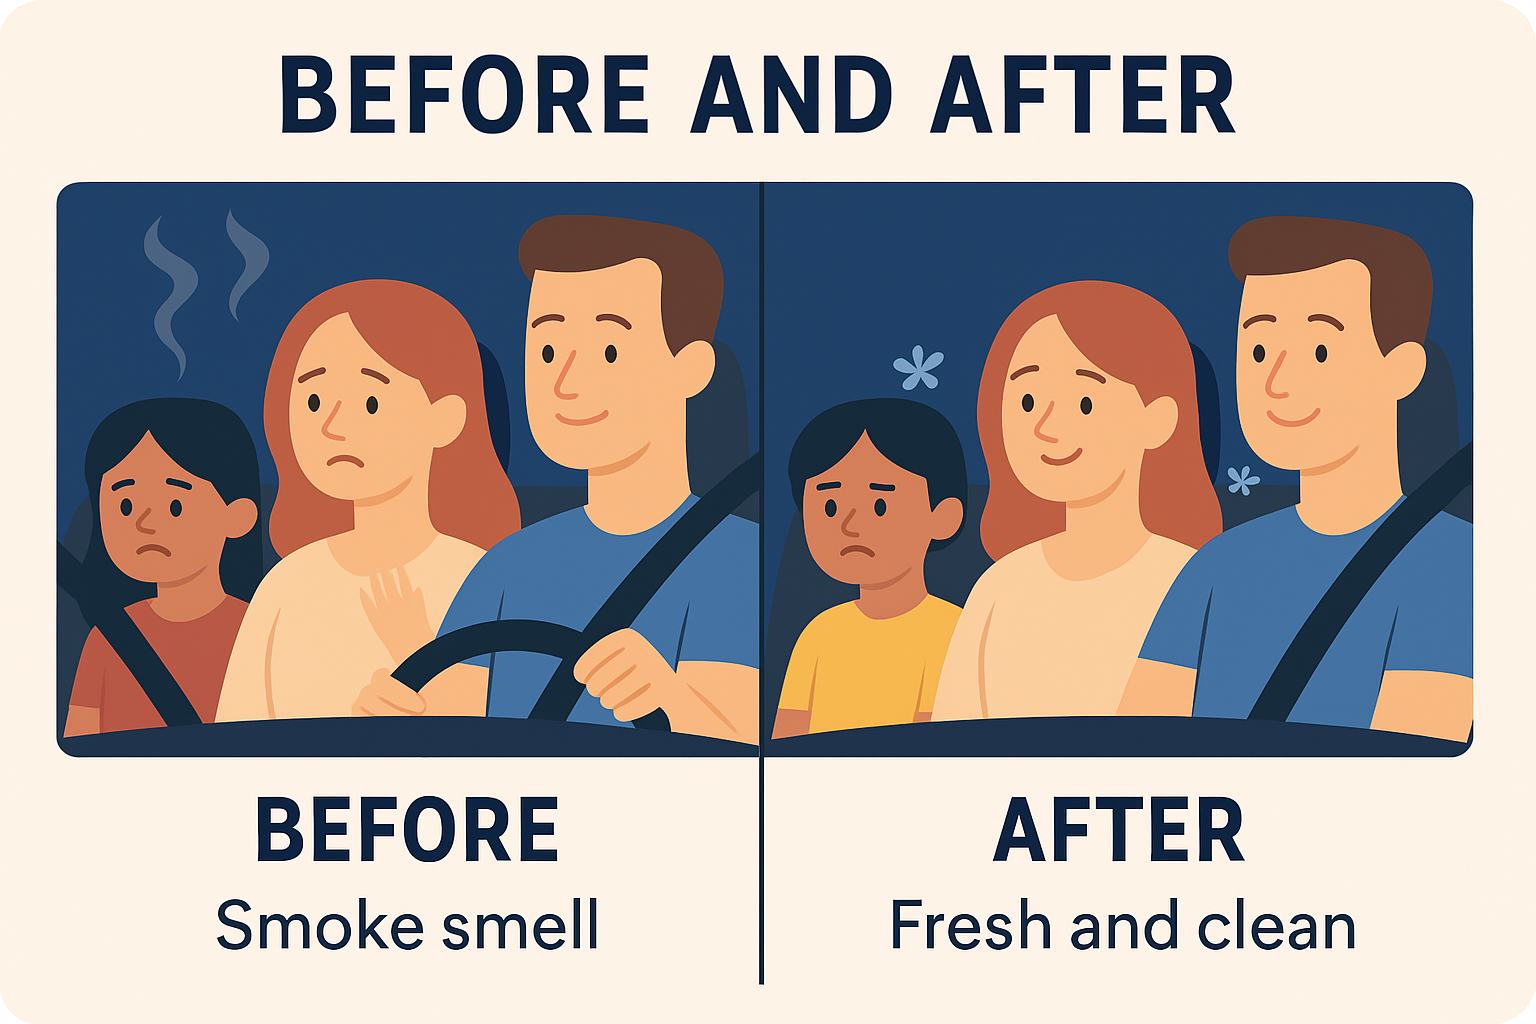 BEFORE AND AFTER
BEFORE
Smoke smell
AFTER
Fresh and clean